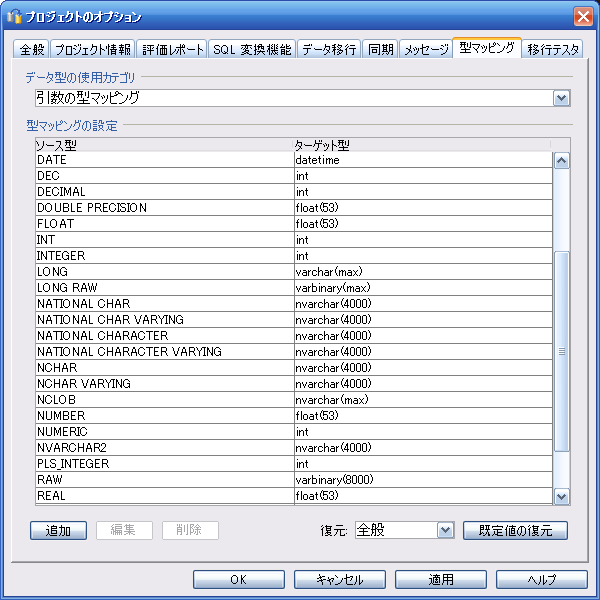 プロジェクトのオプション
全般 プロジェクト情報 評価レポート SQL 変換機能 データ移行 同期 メッセージ 型マッピング 移行テスタ
データ型の使用カテゴリ
引数の型マッピング
型マッピングの設定
ソース型 ターゲット型
DATE datetime
DEC int
DECIMAL int
DOUBLE PRECISION float(53)
FLOAT float(53)
INT int
INTEGER int
LONG varchar(max)
LONG RAW varbinary(max)
NATIONAL CHAR nvarchar(4000)
NATIONAL CHAR VARYING nvarchar(4000)
NATIONAL CHARACTER nvarchar(4000)
NATIONAL CHARACTER VARYING nvarchar(4000)
NCHAR nvarchar(4000)
NCHAR VARYING nvarchar(4000)
NCLOB nvarchar(max)
NUMBER float(53)
NUMERIC int
NVARCHAR2 nvarchar(4000)
PLS_INTEGER int
RAW varbinary(8000)
REAL float(53)
追加 編集 削除 復元: 全般 既定値の復元
OK キャンセル 適用 ヘルプ